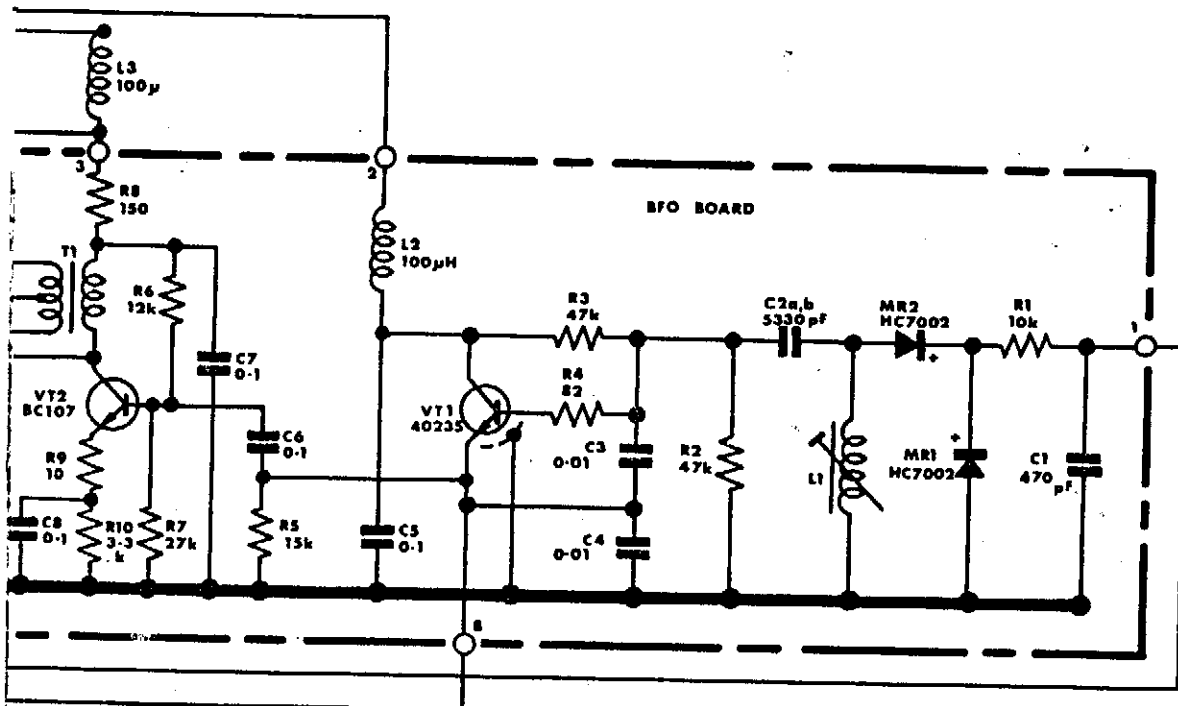 L3
100μ
3
2
R8
150
BFO BOARD
T1
L2
100μH
R6
12k
R3
47k
C2a,b
5330pF
MR2
HC7002
+
R1
10k
1
C7
0·1
VT2
BC107
R4
82
VT1
40235
C6
0·1
C3
0·01
R2
47k
L1
+
MR1
HC7002
C1
470
pF
R9
10
C8
0·1
R10
3·3
k
R7
27k
R5
15k
C5
0·1
C4
0·01